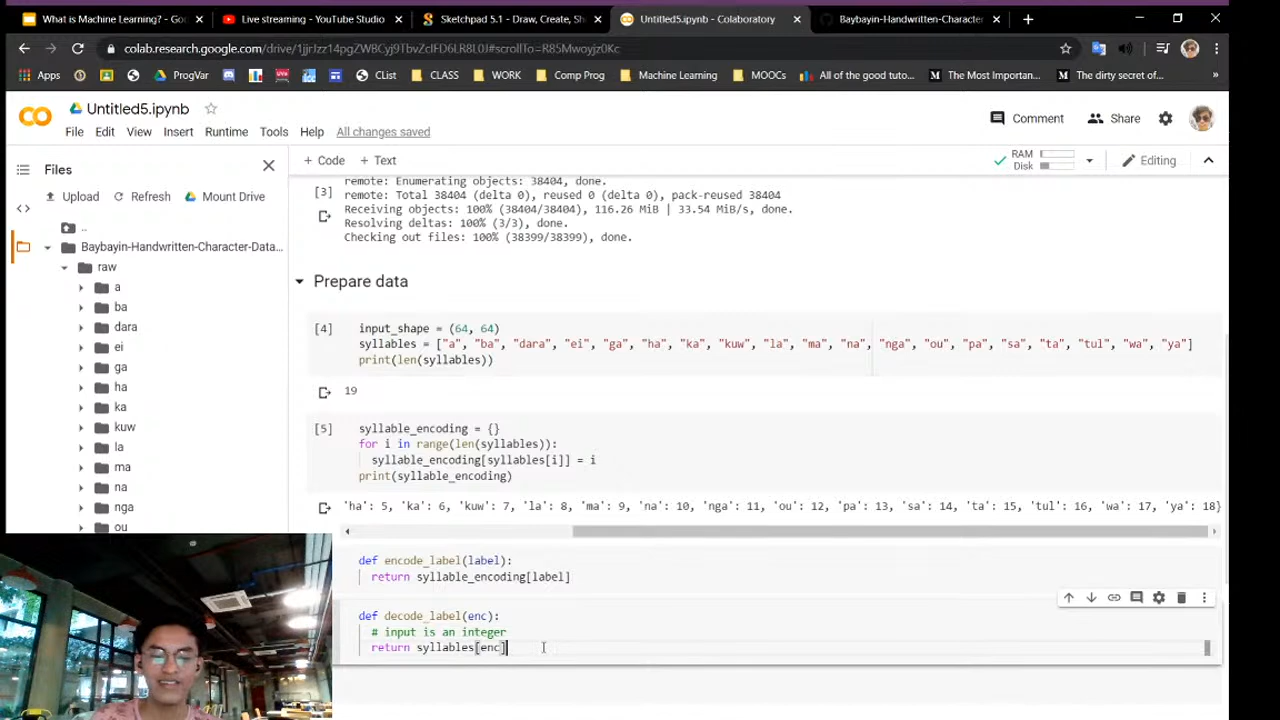 What is Machine Learning? - Goo
Live streaming - YouTube Studio
Sketchpad 5.1 - Draw, Create, Sh
Untitled5.ipynb - Colaboratory
Baybayin-Handwritten-Character
colab.research.google.com/drive/1jjrJz14pgZWBCyj9TbvZcIFD6LR8L0J#scrollTo=R85Mwoyjz0Kc
Apps
ProgVar
CList
CLASS
WORK
Comp Prog
Machine Learning
MOOCs
All of the good tuto...
The Most Importan...
The dirty secret of...
»
Untitled5.ipynb
File Edit View Insert Runtime Tools Help All changes saved
Comment
Share
Files
Upload
Refresh
Mount Drive
..
Baybayin-Handwritten-Character-Data...
raw
a
ba
dara
ei
ga
ha
ka
kuw
la
ma
na
nga
ou
+ Code + Text
RAM
Disk
Editing
[3]
remote: Enumerating objects: 38404, done.
remote: Total 38404 (delta 0), reused 0 (delta 0), pack-reused 38404
Receiving objects: 100% (38404/38404), 116.26 MiB | 33.54 MiB/s, done.
Resolving deltas: 100% (3/3), done.
Checking out files: 100% (38399/38399), done.
Prepare data
[4]
input_shape = (64, 64)
syllables = ["a", "ba", "dara", "ei", "ga", "ha", "ka", "kuw", "la", "ma", "na", "nga", "ou", "pa", "sa", "ta", "tul", "wa", "ya"]
print(len(syllables))
19
[5]
syllable_encoding = {}
for i in range(len(syllables)):
syllable_encoding[syllables[i]] = i
print(syllable_encoding)
'ha': 5, 'ka': 6, 'kuw': 7, 'la': 8, 'ma': 9, 'na': 10, 'nga': 11, 'ou': 12, 'pa': 13, 'sa': 14, 'ta': 15, 'tul': 16, 'wa': 17, 'ya': 18}
def encode_label(label):
return syllable_encoding[label]
def decode_label(enc):
# input is an integer
return syllables[enc]